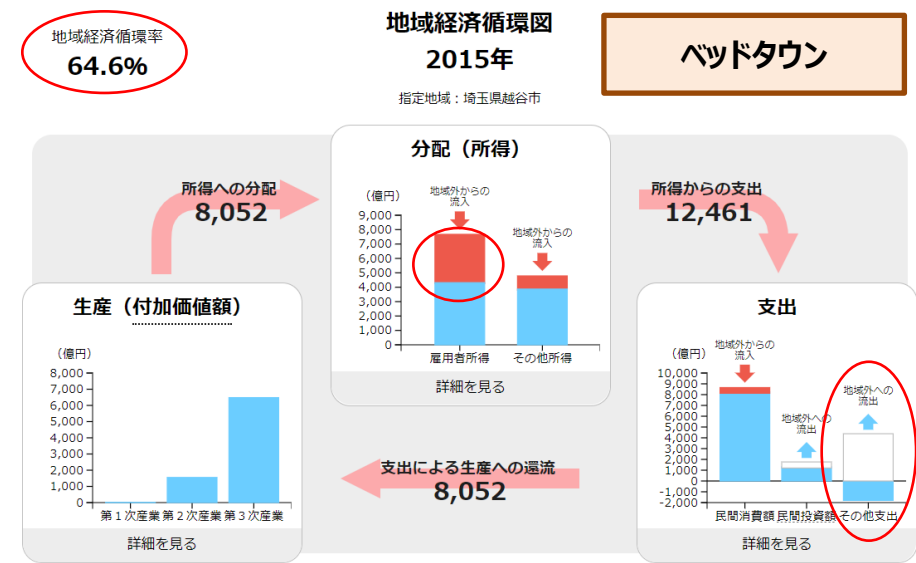 地域経済循環率
64.6%
地域経済循環図
2015年
指定地域：埼玉県越谷市
ベッドタウン
所得への分配
8,052
分配（所得）
（億円）
地域外からの
流入
地域外からの
流入
9,000
8,000
7,000
6,000
5,000
4,000
3,000
2,000
1,000
0
雇用者所得 その他所得
詳細を見る
所得からの支出
12,461
生産（付加価値額）
（億円）
8,000
7,000
6,000
5,000
4,000
3,000
2,000
1,000
0
第１次産業 第２次産業 第３次産業
詳細を見る
支出による生産への還流
8,052
支出
（億円）
地域外からの
流入
地域外への
流出
地域外への
流出
10,000
9,000
8,000
7,000
6,000
5,000
4,000
3,000
2,000
1,000
0
-1,000
-2,000
民間消費額 民間投資額 その他支出
詳細を見る